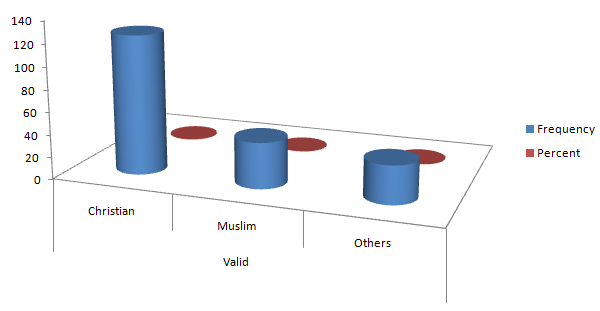 140
120
100
80
60
40
20
0
Christian
Muslim
Others
Valid
Frequency
Percent